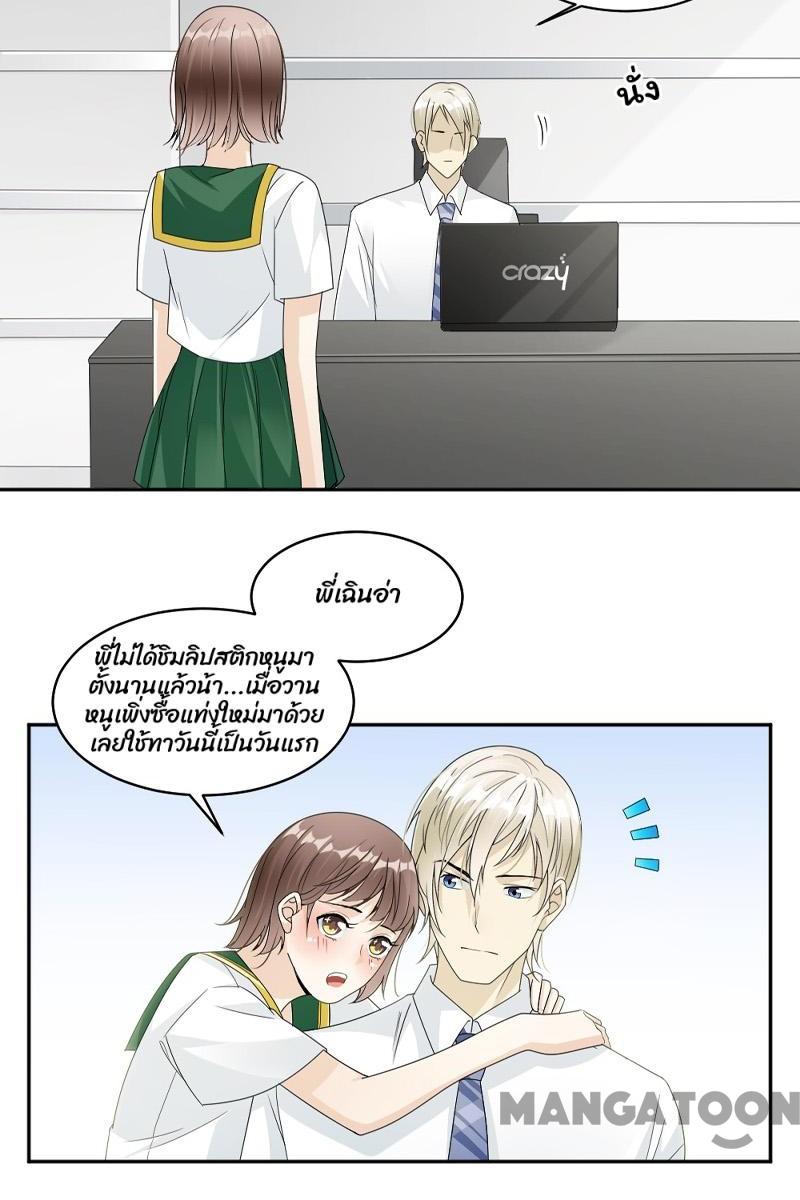 นั่ง
crazy
พี่เฉินอ่า
พี่ไม่ได้ชิมลิปสติกหนูมา
ตั้งนานแล้วน้า...เมื่อวาน
หนูเพิ่งซื้อแท่งใหม่มาด้วย
เลยใช้ทาวันนี้เป็นวันแรก
MANGATOON